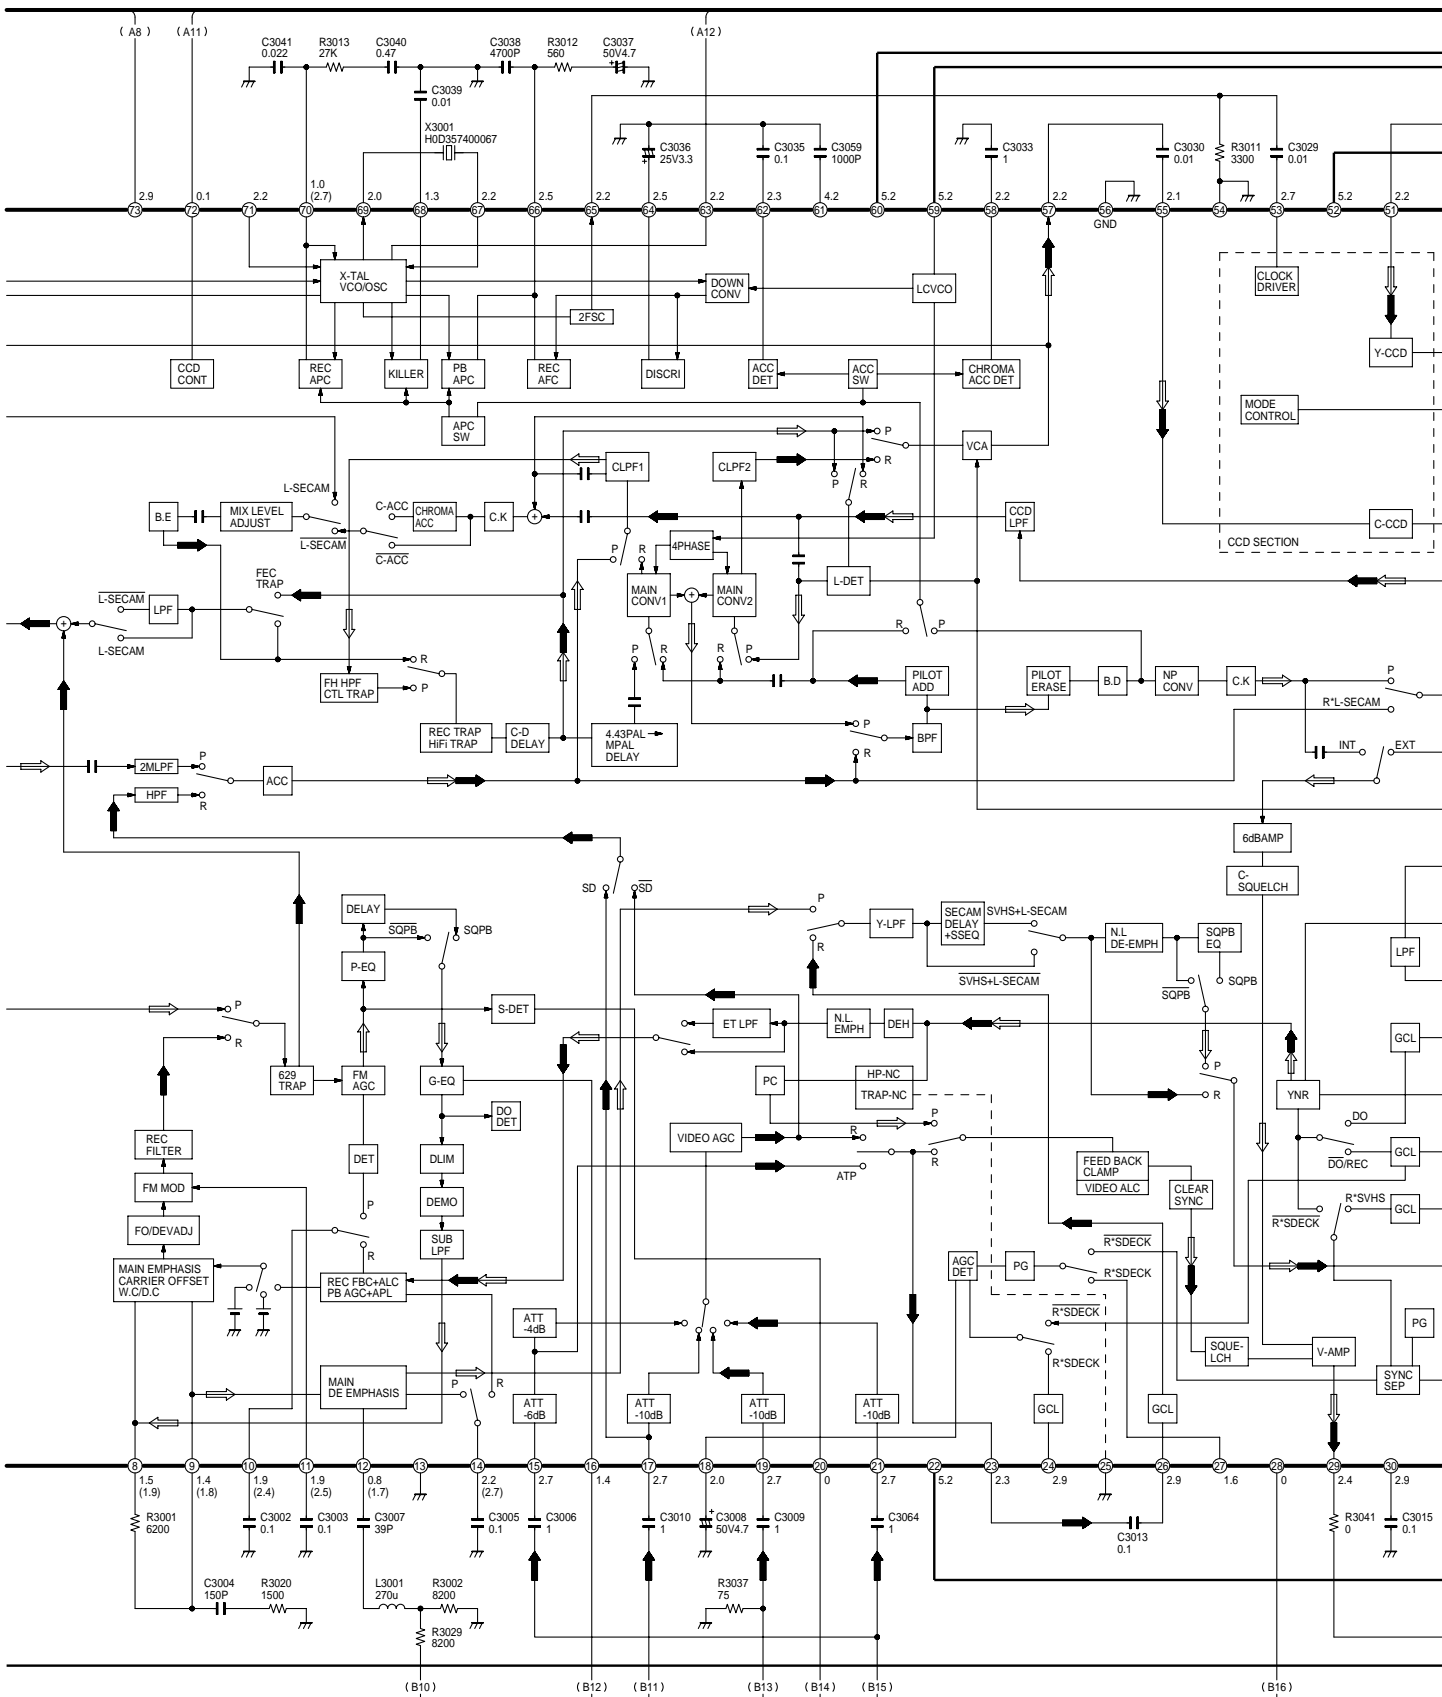 ( A8 )
( A11 )
( A12 )
C3041
0.022
R3013
27K
C3040
0.47
C3038
4700P
R3012
560
C3037
50V4.7
+
C3039
0.01
X3001
H0D357400067
C3036
25V3.3
+
C3035
0.1
C3059
1000P
C3033
1
C3030
0.01
R3011
3300
C3029
0.01
2.9
0.1
2.2
1.0
(2.7)
2.0
1.3
2.2
2.5
2.2
2.5
2.2
2.3
4.2
5.2
5.2
2.2
2.2
2.1
2.7
5.2
2.2
73
72
71
70
69
68
67
66
65
64
63
62
61
60
59
58
57
56
55
54
53
52
51
GND
X-TAL
VCO/OSC
DOWN
CONV
LCVCO
CLOCK
DRIVER
2FSC
CCD
CONT
REC
APC
KILLER
PB
APC
REC
AFC
DISCRI
ACC
DET
ACC
SW
CHROMA
ACC DET
Y-CCD
MODE
CONTROL
APC
SW
P
R
VCA
CLPF1
CLPF2
P
R
L-SECAM
B.E
MIX LEVEL
ADJUST
C-ACC
CHROMA
ACC
C.K
+
CCD
LPF
C-CCD
CCD SECTION
L-SECAM
C-ACC
4PHASE
P
R
FEC
TRAP
MAIN
CONV1
+
MAIN
CONV2
L-DET
L-SECAM
LPF
+
L-SECAM
R
P
R
P
P
R
R
P
FH HPF
CTL TRAP
PILOT
ADD
PILOT
ERASE
B.D
NP
CONV
C.K
P
R*L-SECAM
REC TRAP
HiFi TRAP
C-D
DELAY
4.43PAL
MPAL
DELAY
P
R
BPF
INT
EXT
2MLPF
P
ACC
HPF
R
6dBAMP
C-
SQUELCH
SD
SD
DELAY
SQPB
SQPB
P
R
Y-LPF
SECAM
DELAY
+SSEQ
SVHS+L-SECAM
SVHS+L-SECAM
N.L
DE-EMPH
SQPB
EQ
SQPB
SQPB
LPF
P-EQ
S-DET
P
R
ET LPF
N.L.
EMPH
DEH
GCL
629
TRAP
FM
AGC
G-EQ
PC
HP-NC
TRAP-NC
P
R
YNR
DO
DET
DO
REC
FILTER
DET
DLIM
VIDEO AGC
R
P
R
ATP
FEED BACK
CLAMP
VIDEO ALC
DO/REC
GCL
FM MOD
DEMO
CLEAR
SYNC
R*SVHS
GCL
R*SDECK
FO/DEVADJ
P
R
SUB
LPF
R*SDECK
MAIN EMPHASIS
CARRIER OFFSET
W.C/D.C
REC FBC+ALC
PB AGC+APL
AGC
DET
PG
R*SDECK
ATT
-4dB
R*SDECK
R*SDECK
PG
SQUE-
LCH
V-AMP
SYNC
SEP
MAIN
DE EMPHASIS
P
R
ATT
-6dB
ATT
-10dB
ATT
-10dB
ATT
-10dB
GCL
GCL
8
9
10
11
12
13
14
15
16
17
18
19
20
21
22
23
24
25
26
27
28
29
30
1.5
(1.9)
1.4
(1.8)
1.9
(2.4)
1.9
(2.5)
0.8
(1.7)
2.2
(2.7)
2.7
1.4
2.7
2.0
2.7
0
2.7
5.2
2.3
2.9
2.9
1.6
0
2.4
2.9
R3001
6200
C3002
0.1
C3003
0.1
C3007
39P
C3005
0.1
C3006
1
C3010
1
+
C3008
50V4.7
C3009
1
C3064
1
C3013
0.1
R3041
0
C3015
0.1
C3004
150P
R3020
1500
L3001
270u
R3002
8200
R3029
8200
R3037
75
( B10 )
( B12 )
( B11 )
( B13 )
( B14 )
( B15 )
( B16 )